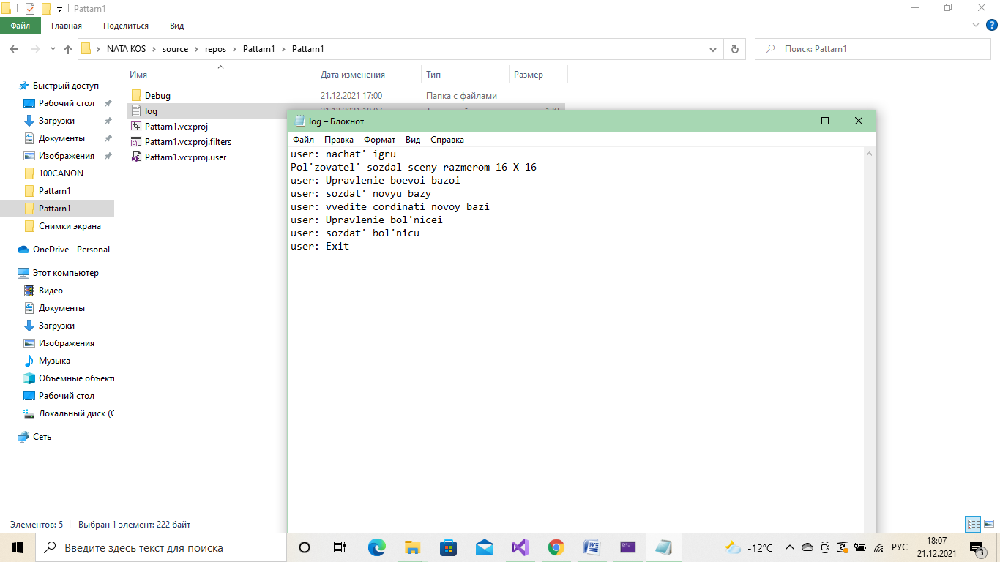 Pattarn1
Файл Главная Поделиться Вид
NATA KOS source repos Pattarn1 Pattarn1
Поиск: Pattarn1
Имя Дата изменения Тип Размер
Быстрый доступ
Рабочий стол
Загрузки
Документы
Изображения
100CANON
Pattarn1
Pattarn1
Снимки экрана
OneDrive - Personal
Этот компьютер
Видео
Документы
Загрузки
Изображения
Музыка
Объемные объекты
Рабочий стол
Локальный диск (C
Сеть
Debug 21.12.2021 17:00 Папка с файлами
log
Pattarn1.vcxproj
Pattarn1.vcxproj.filters
Pattarn1.vcxproj.user
log – Блокнот
Файл Правка Формат Вид Справка
user: nachat' igru
Pol'zovatel' sozdal sceny razmerom 16 X 16
user: Upravlenie boevoi bazoi
user: sozdat' novyu bazy
user: vvedite cordinati novoy bazi
user: Upravlenie bol'nicei
user: sozdat' bol'nicu
user: Exit
Элементов: 5 Выбран 1 элемент: 222 байт
Введите здесь текст для поиска
-12°C
РУС
18:07
21.12.2021
3